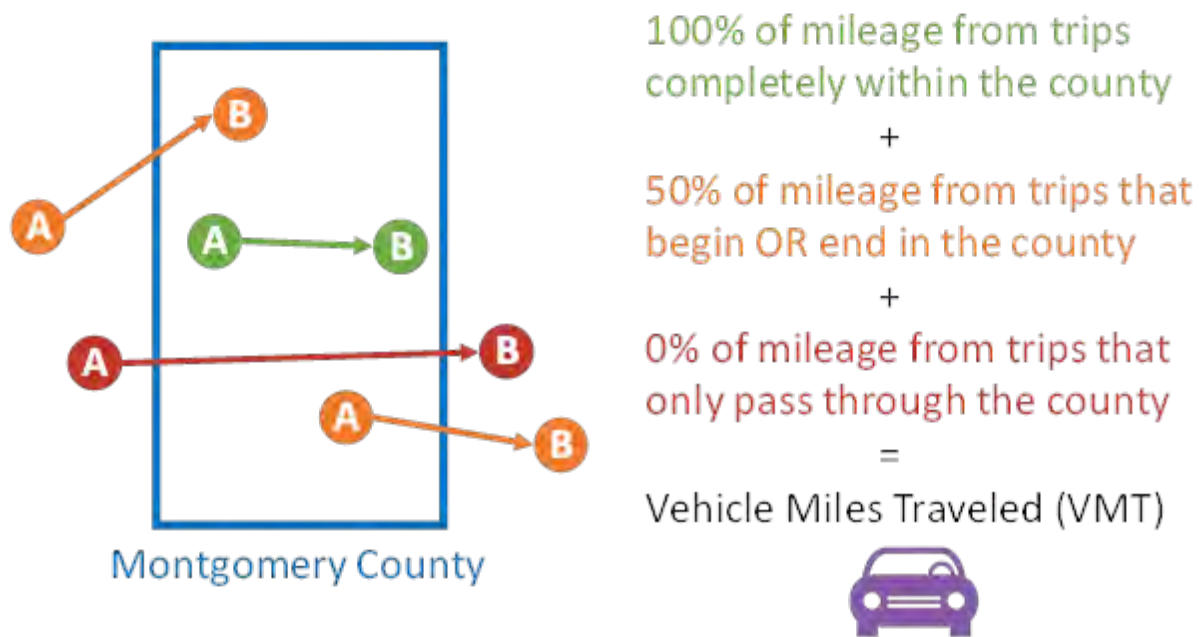 100% of mileage from trips
completely within the county
+
50% of mileage from trips that
begin OR end in the county
+
0% of mileage from trips that
only pass through the county
=
Vehicle Miles Traveled (VMT)
B
A
A
B
A
B
A
B
Montgomery County